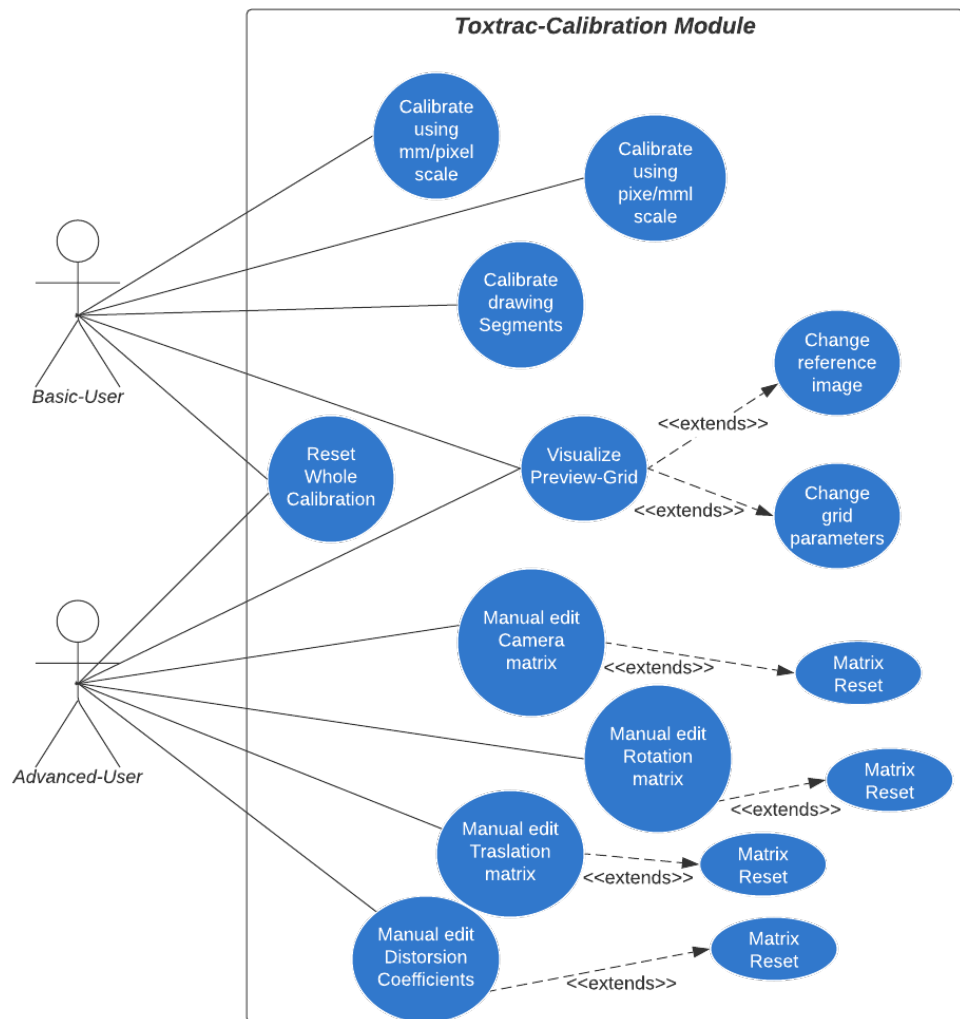 Toxtrac-Calibration Module
Calibrate
using
mm/pixel
scale
Calibrate
using
pixe/mml
scale
Calibrate
drawing
Segments
Change
reference
image
Basic-User
<<extends>>
Reset
Whole
Calibration
Visualize
Preview-Grid
<<extends>>
Change
grid
parameters
Manual edit
Camera
matrix
<<extends>>
Matrix
Reset
Advanced-User
Manual edit
Rotation
matrix
<<extends>>
Matrix
Reset
Manual edit
Traslation
matrix
<<extends>>
Matrix
Reset
Manual edit
Distorsion
Coefficients
<<extends>>
Matrix
Reset